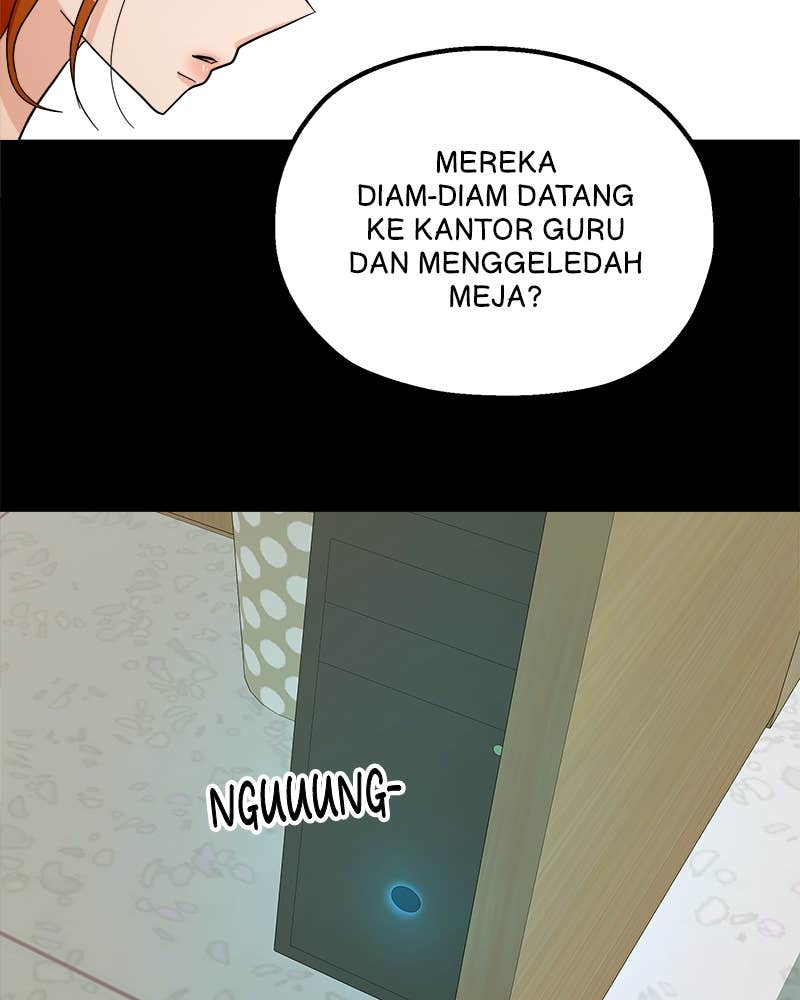 MEREKA
DIAM-DIAM DATANG
KE KANTOR GURU
DAN MENGGELEDAH
MEJA?
NGUUUNG-